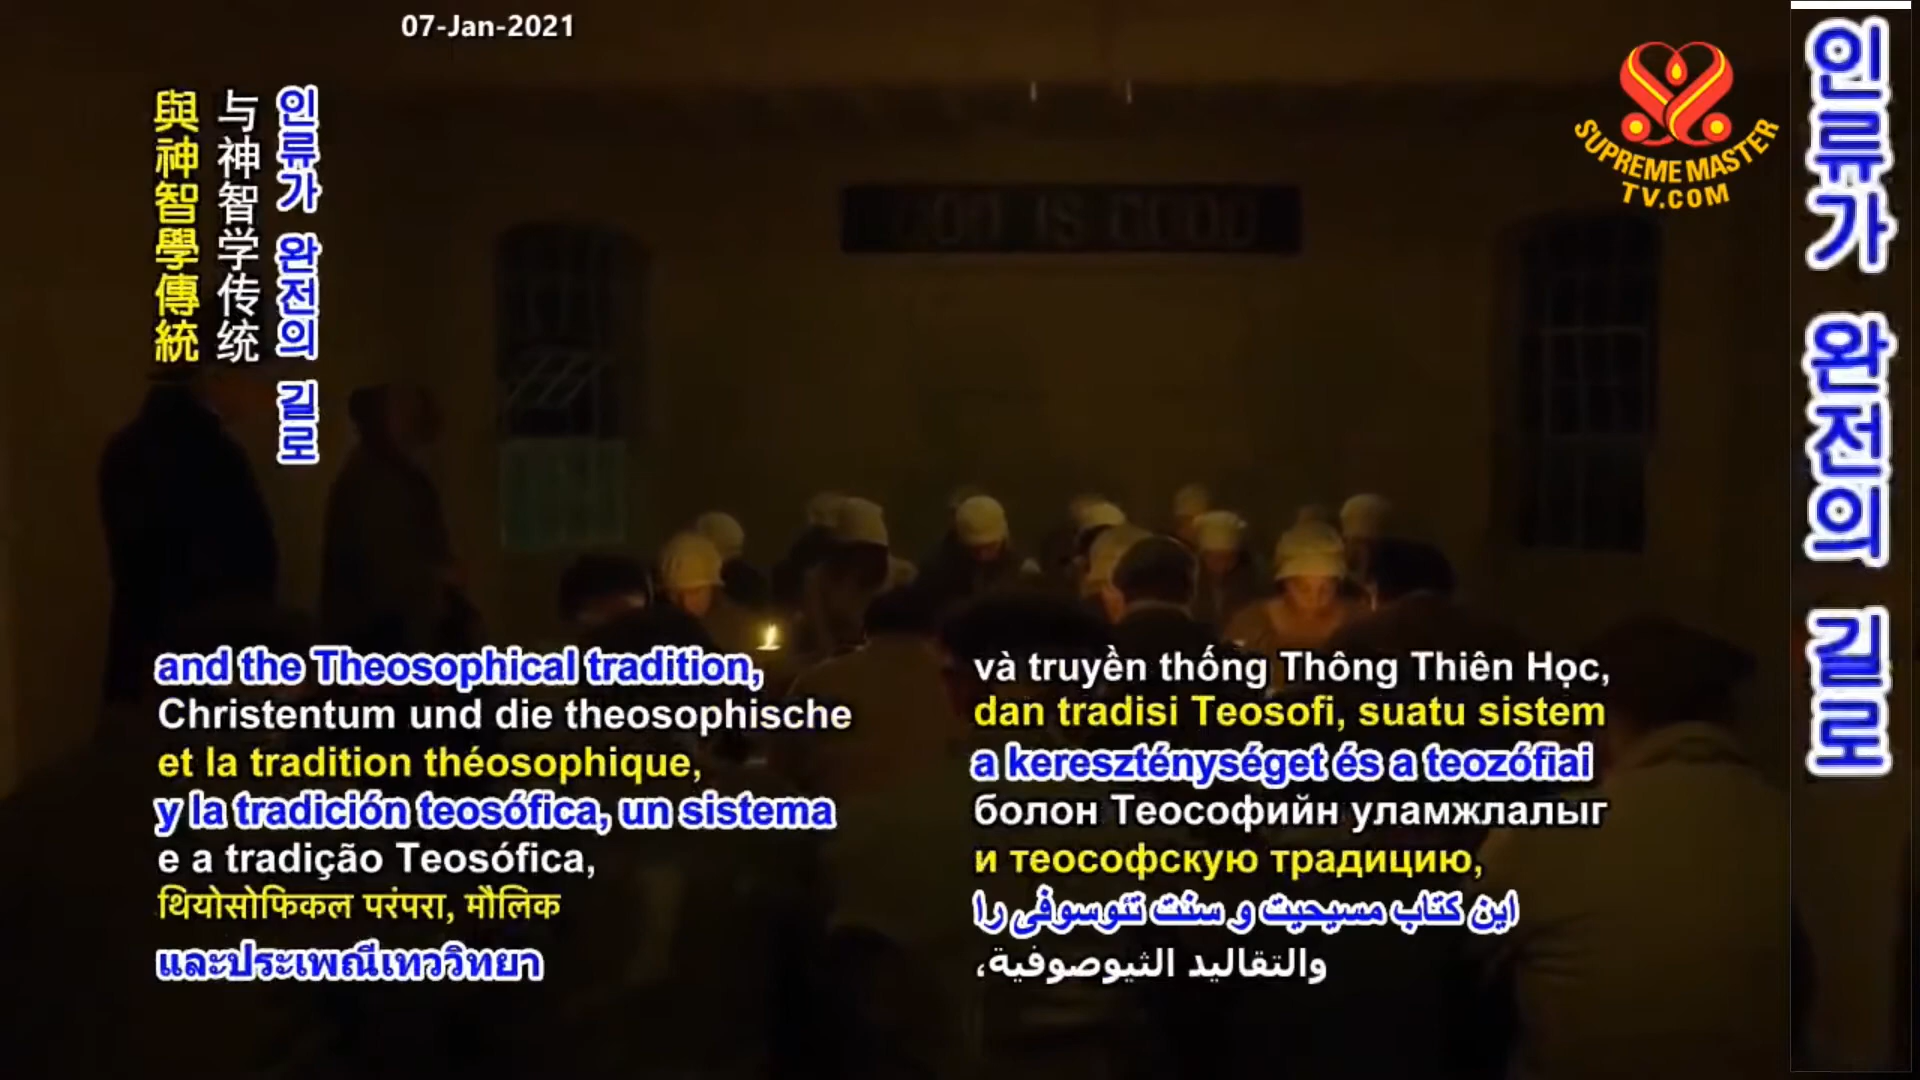 07-Jan-2021
SUPREME MASTER
TV.COM
인류가 완전의 길로
인류가 완전의 길로
与神智学传统
與神智學傳統
GOD IS GOOD
and the Theosophical tradition,
Christentum und die theosophische
et la tradition théosophique,
y la tradición teosófica, un sistema
e a tradição Teosófica,
थियोसोफिकल परंपरा, मौलिक
และประเพณีเทววิทยา
và truyền thống Thông Thiên Học,
dan tradisi Teosofi, suatu sistem
a kereszténységet és a teozófiai
болон Теософийн уламжлалыг
и теософскую традицию,
این کتاب مسیحیت و سنت تئوسوفی را
والتقاليد الثيوصوفية،